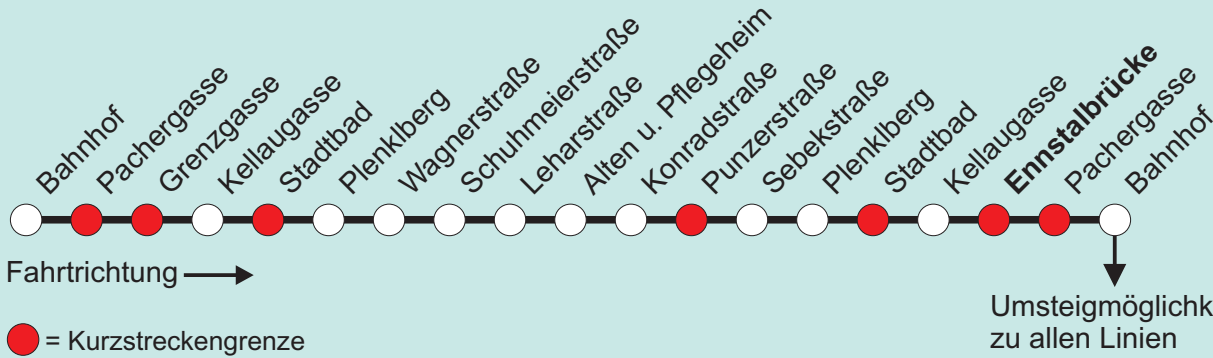 Bahnhof
Pachergasse
Grenzgasse
Kellaugasse
Stadtbad
Plenklberg
Wagnerstraße
Schuhmeierstraße
Leharstraße
Alten u. Pflegeheim
Konradstraße
Punzerstraße
Sebekstraße
Plenklberg
Stadtbad
Kellaugasse
Ennstalbrücke
Pachergasse
Bahnhof
Fahrtrichtung
Umsteigmöglichk
zu allen Linien
= Kurzstreckengrenze